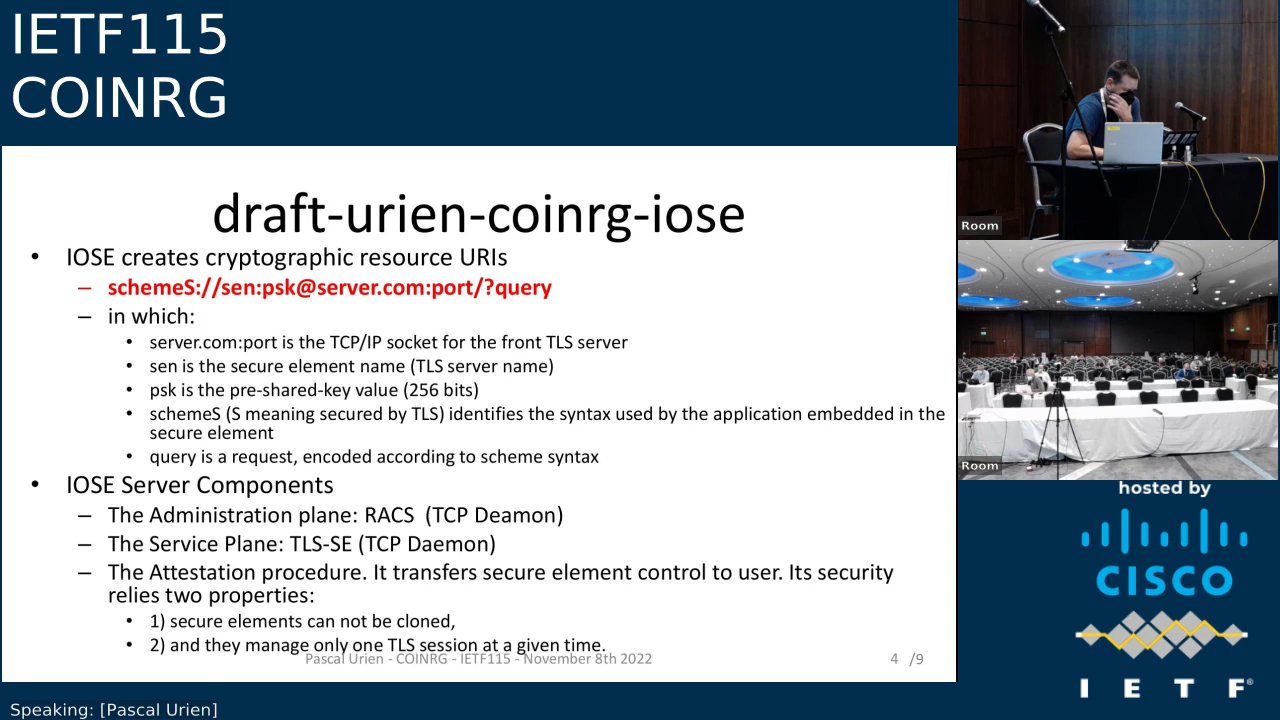 IETF115
COINRG
draft-urien-coinrg-iose
• IOSE creates cryptographic resource URIs
– schemeS://sen:psk@server.com:port/?query
– in which:
• server.com:port is the TCP/IP socket for the front TLS server
• sen is the secure element name (TLS server name)
• psk is the pre-shared-key value (256 bits)
• schemeS (S meaning secured by TLS) identifies the syntax used by the application embedded in the
secure element
• query is a request, encoded according to scheme syntax
• IOSE Server Components
– The Administration plane: RACS (TCP Deamon)
– The Service Plane: TLS-SE (TCP Daemon)
– The Attestation procedure. It transfers secure element control to user. Its security
relies two properties:
• 1) secure elements can not be cloned,
• 2) and they manage only one TLS session at a given time.
Pascal Urien - COINRG - IETF115 - November 8th 2022
4 /9
Room
Room
hosted by
CISCO
I E T F®
Speaking: [Pascal Urien]